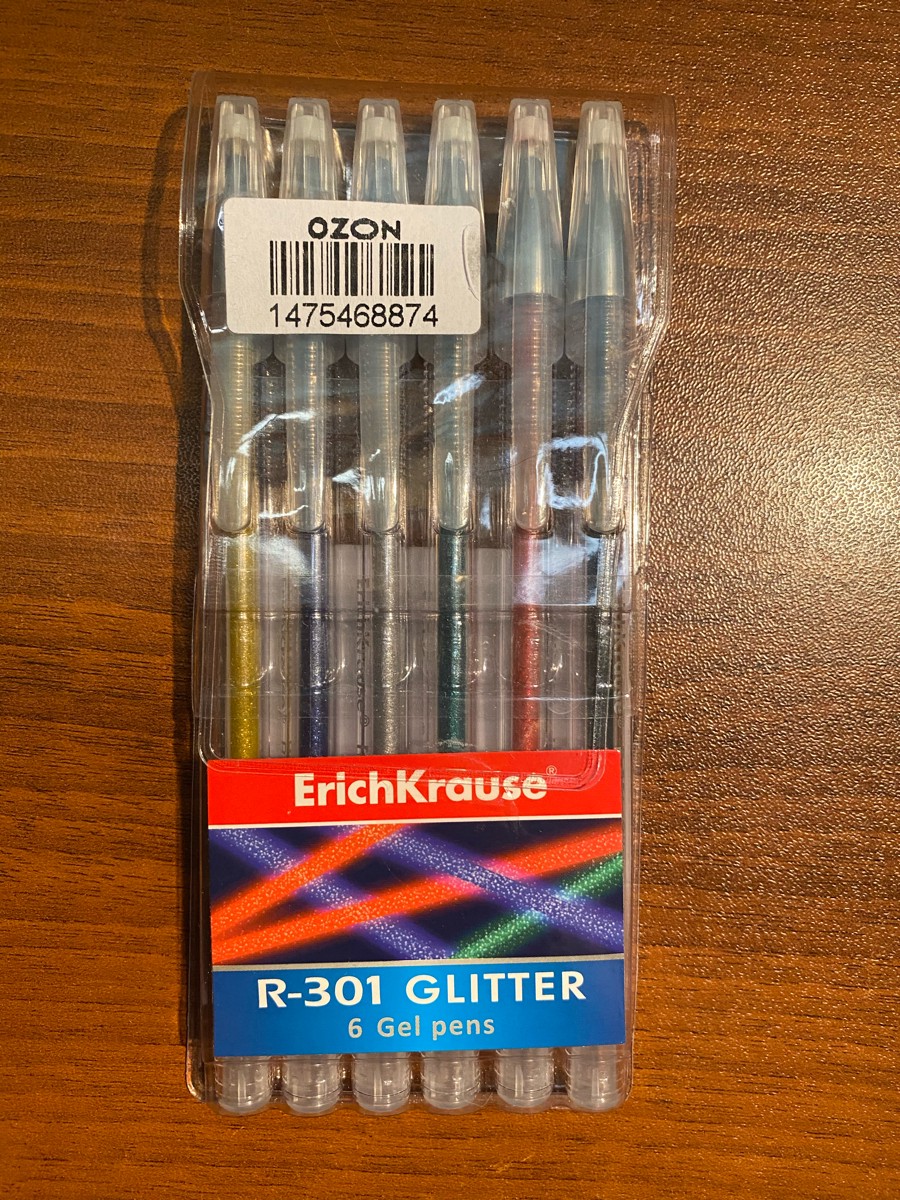 OZON
1475468874
ErichKrause®
R-301 GLITTER
6 Gel pens